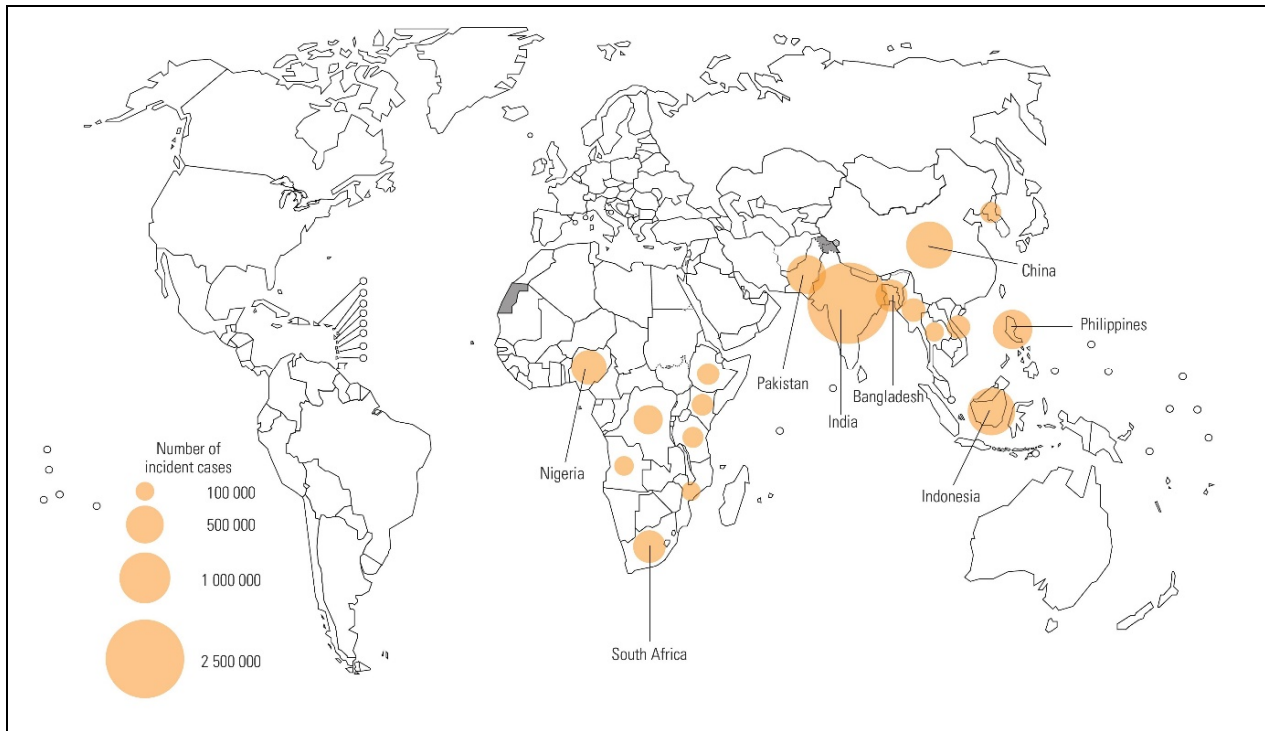 China
Philippines
Pakistan
Bangladesh
India
Nigeria
Indonesia
Number of
incident cases
100 000
500 000
1 000 000
2 500 000
South Africa